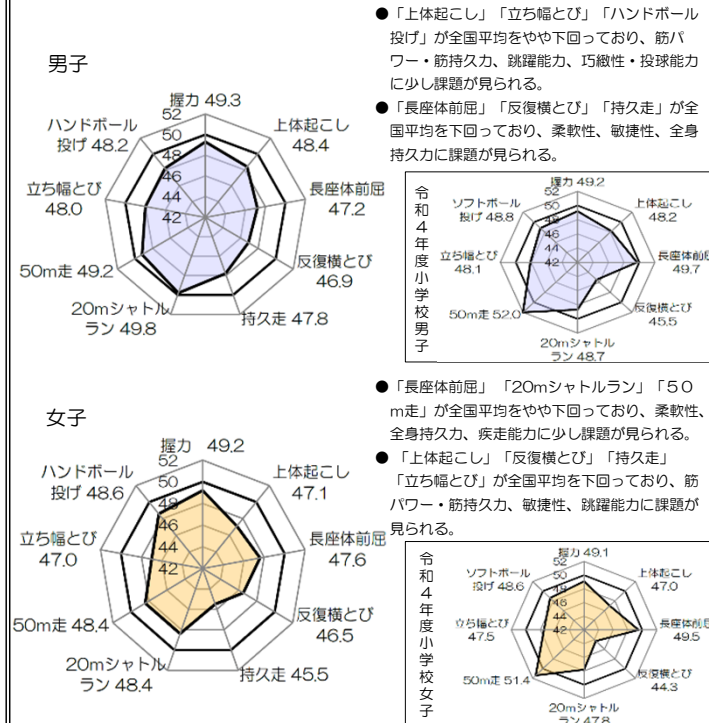 男子
握力 49.3
52
50
48
46
44
42
上体起こし
48.4
長座体前屈
47.2
反復横とび
46.9
持久走 47.8
20mシャトル
ラン 49.8
50m走 49.2
立ち幅とび
48.0
ハンドボール
投げ 48.2
●「上体起こし」「立ち幅とび」「ハンドボール
投げ」が全国平均をやや下回っており、筋パ
ワー・筋持久力、跳躍能力、巧緻性・投球能力
に少し課題が見られる。
●「長座体前屈」「反復横とび」「持久走」が全
国平均を下回っており、柔軟性、敏捷性、全身
持久力に課題が見られる。
令和4年度小学校男子
握力 49.2
52
50
48
46
44
42
上体起こし
48.2
長座体前屈
49.7
反復横とび
45.5
20mシャトル
ラン 48.7
50m走 52.0
立ち幅とび
48.1
ソフトボール
投げ 48.8
女子
握力 49.2
52
50
48
46
44
42
上体起こし
47.1
長座体前屈
47.6
反復横とび
46.5
持久走 45.5
20mシャトル
ラン 48.4
50m走 48.4
立ち幅とび
47.0
ハンドボール
投げ 48.6
●「長座体前屈」「20mシャトルラン」「50
m走」が全国平均をやや下回っており、柔軟性、
全身持久力、疾走能力に少し課題が見られる。
●「上体起こし」「反復横とび」「持久走」
「立ち幅とび」が全国平均を下回っており、筋
パワー・筋持久力、敏捷性、跳躍能力に課題が
見られる。
令和4年度小学校女子
握力 49.1
52
50
48
46
44
42
上体起こし
47.0
長座体前屈
49.5
反復横とび
44.3
20mシャトル
ラン 47.8
50m走 51.4
立ち幅とび
47.5
ソフトボール
投げ 48.6